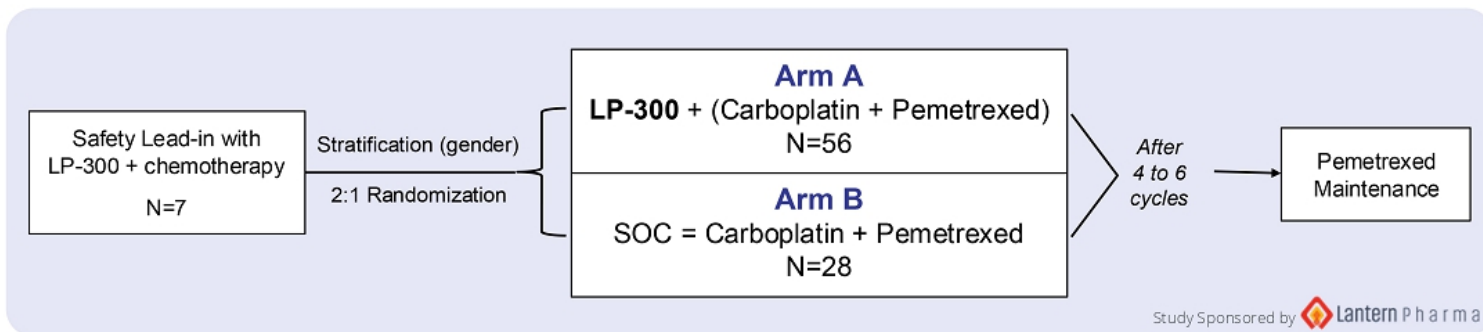 Safety Lead-in with
LP-300 + chemotherapy
N=7
Stratification (gender)
2:1 Randomization
Arm A
LP-300 + (Carboplatin + Pemetrexed)
N=56
Arm B
SOC = Carboplatin + Pemetrexed
N=28
After
4 to 6
cycles
Pemetrexed
Maintenance
Study Sponsored by Lantern Pharma